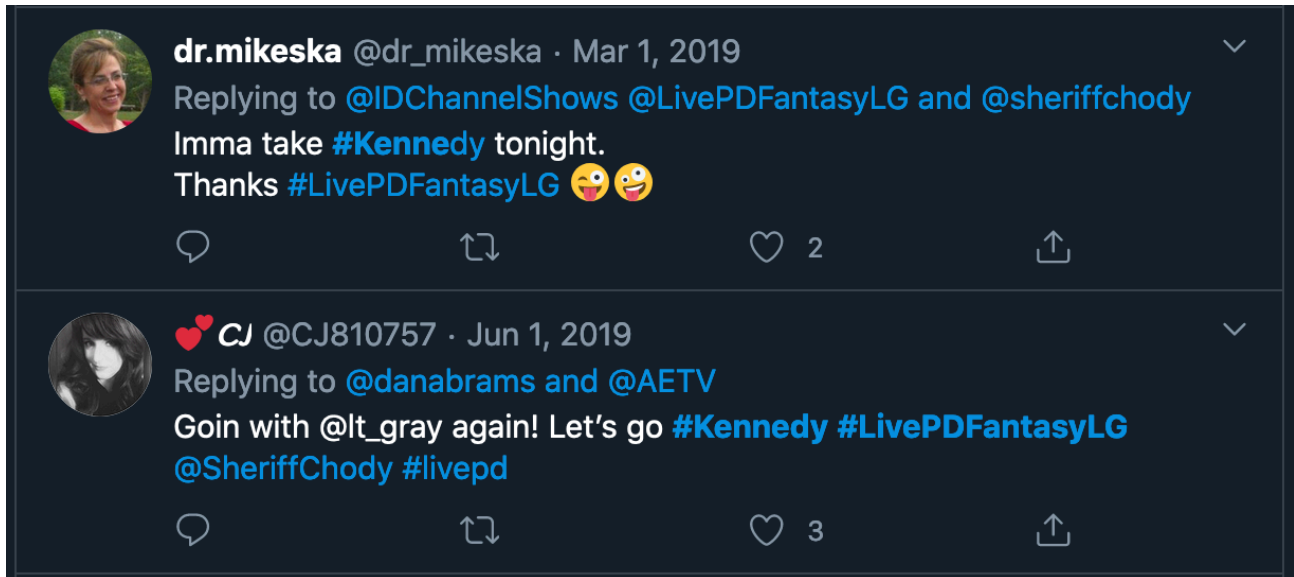 dr.mikeska @dr_mikeska · Mar 1, 2019
Replying to @IDChannelShows @LivePDFantasyLG and @sheriffchody
Imma take #Kennedy tonight.
Thanks #LivePDFantasyLG 😜🤪
2
💕CJ @CJ810757 · Jun 1, 2019
Replying to @danabrams and @AETV
Goin with @lt_gray again! Let’s go #Kennedy #LivePDFantasyLG
@SheriffChody #livepd
3